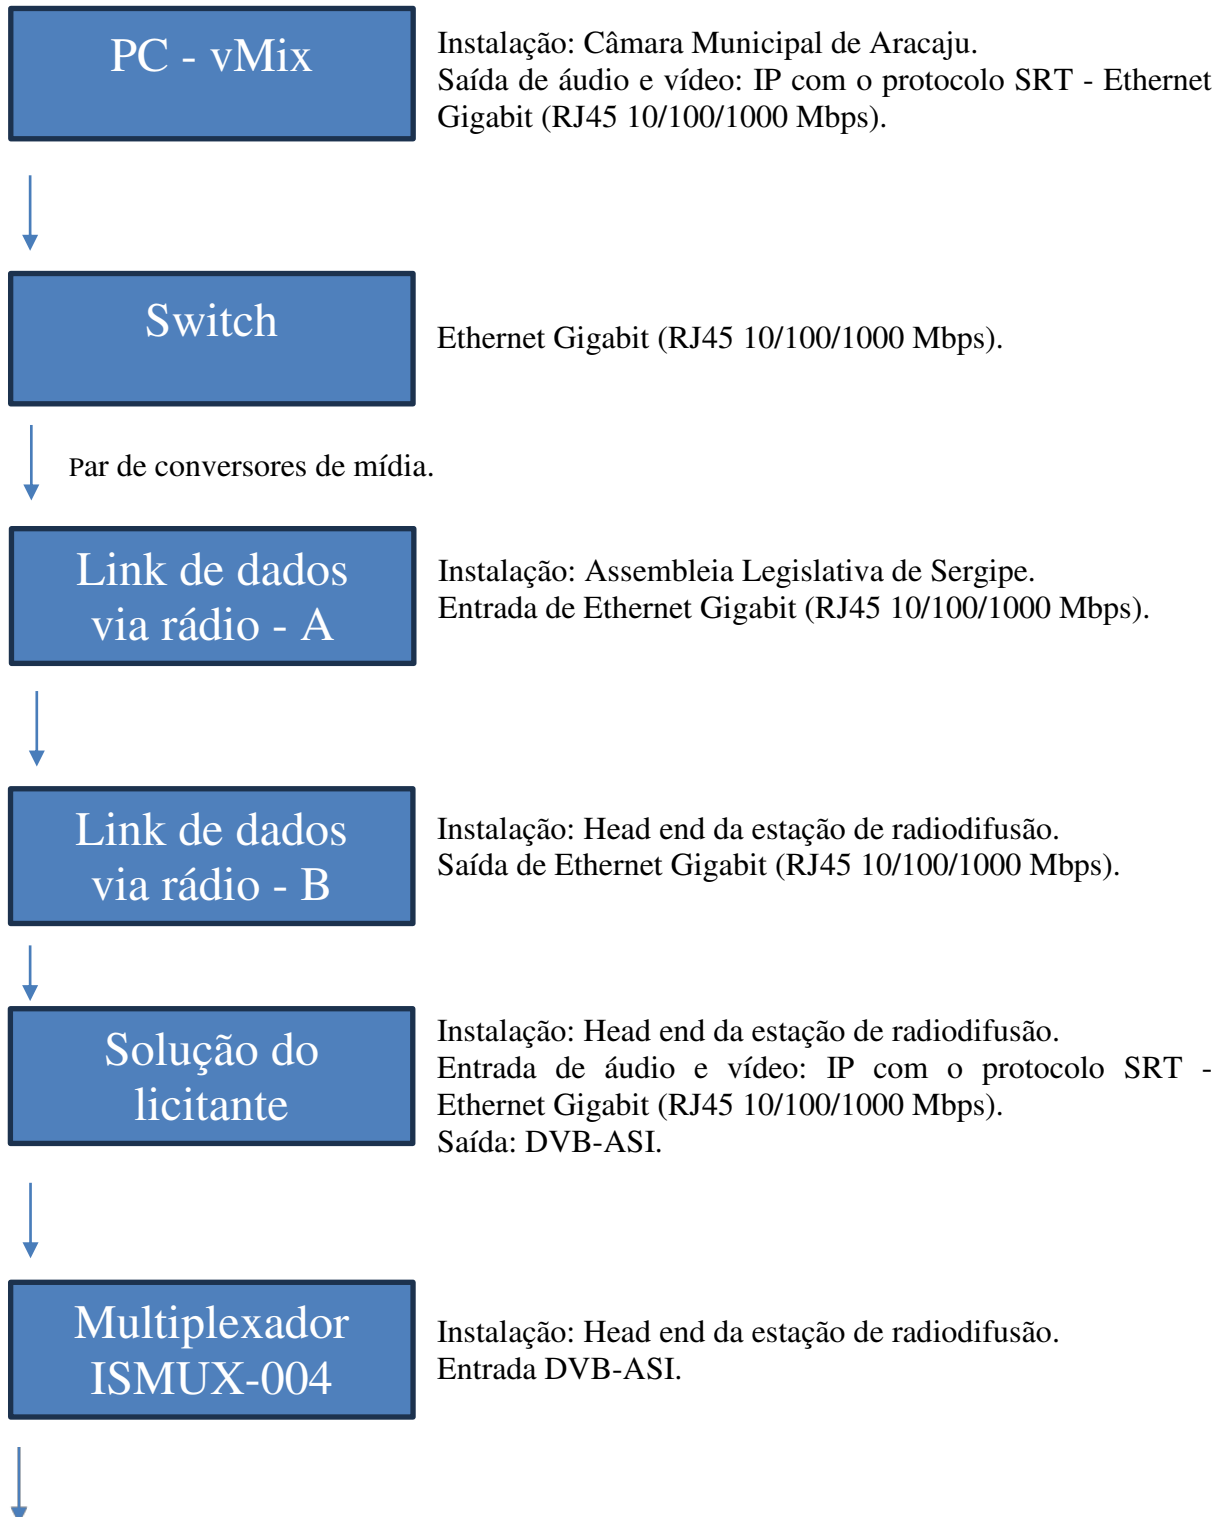 PC - vMix
Instalação: Câmara Municipal de Aracaju.
Saída de áudio e vídeo: IP com o protocolo SRT - Ethernet
Gigabit (RJ45 10/100/1000 Mbps).
Switch
Ethernet Gigabit (RJ45 10/100/1000 Mbps).
Par de conversores de mídia.
Link de dados
via rádio - A
Instalação: Assembleia Legislativa de Sergipe.
Entrada de Ethernet Gigabit (RJ45 10/100/1000 Mbps).
Link de dados
via rádio - B
Instalação: Head end da estação de radiodifusão.
Saída de Ethernet Gigabit (RJ45 10/100/1000 Mbps).
Solução do
licitante
Instalação: Head end da estação de radiodifusão.
Entrada de áudio e vídeo: IP com o protocolo SRT -
Ethernet Gigabit (RJ45 10/100/1000 Mbps).
Saída: DVB-ASI.
Multiplexador
ISMUX-004
Instalação: Head end da estação de radiodifusão.
Entrada DVB-ASI.